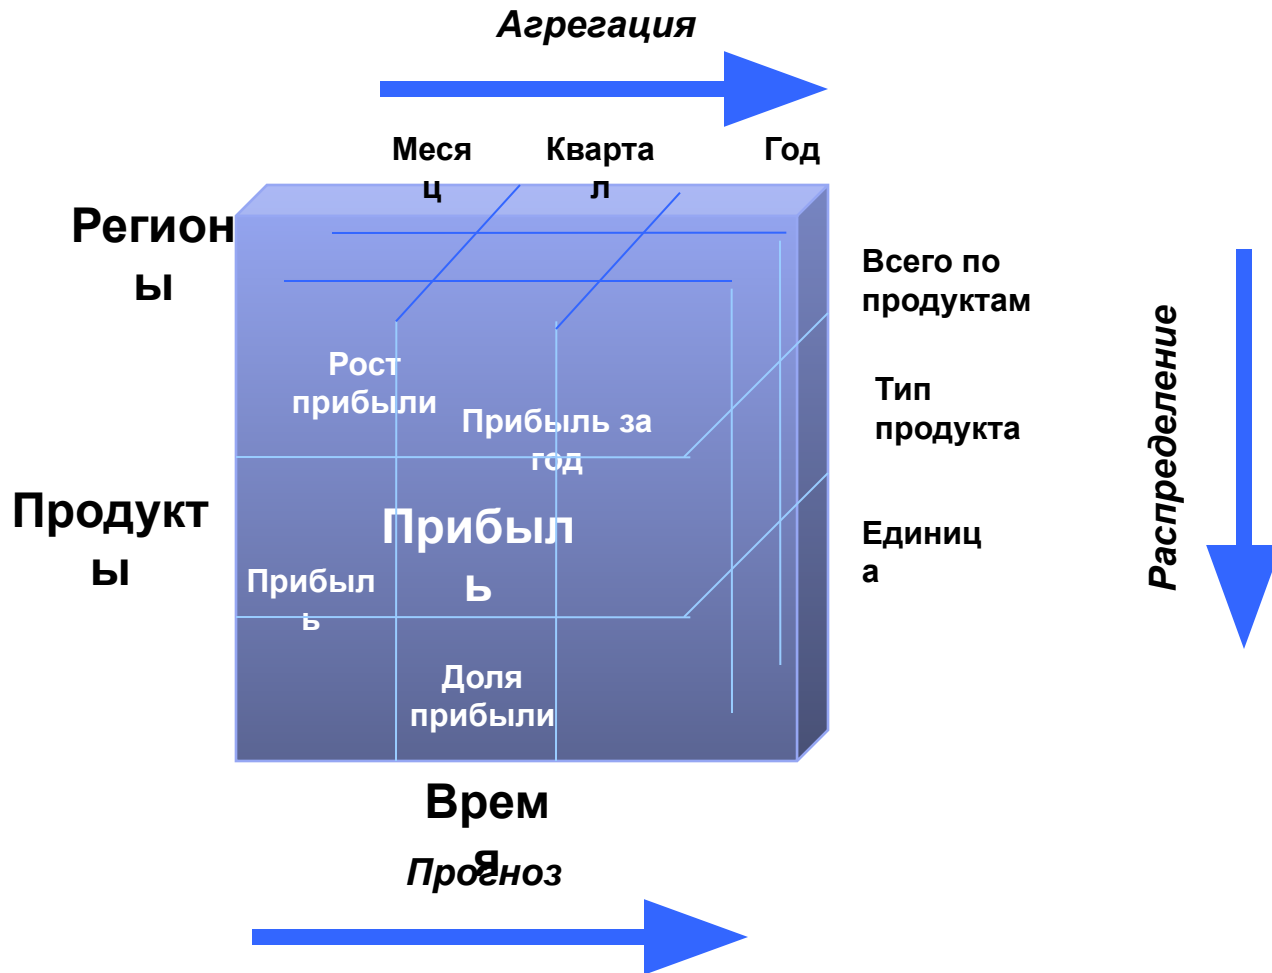 Агрегация
Меся
ц
Кварта
л
Год
Регион
ы
Всего по
продуктам
Рост
прибыли
Тип
продукта
Прибыль за
год
Распределение
Продукт
ы
Прибыл
ь
Единиц
а
Прибыл
ь
Доля
прибыли
Врем
я
Прогноз